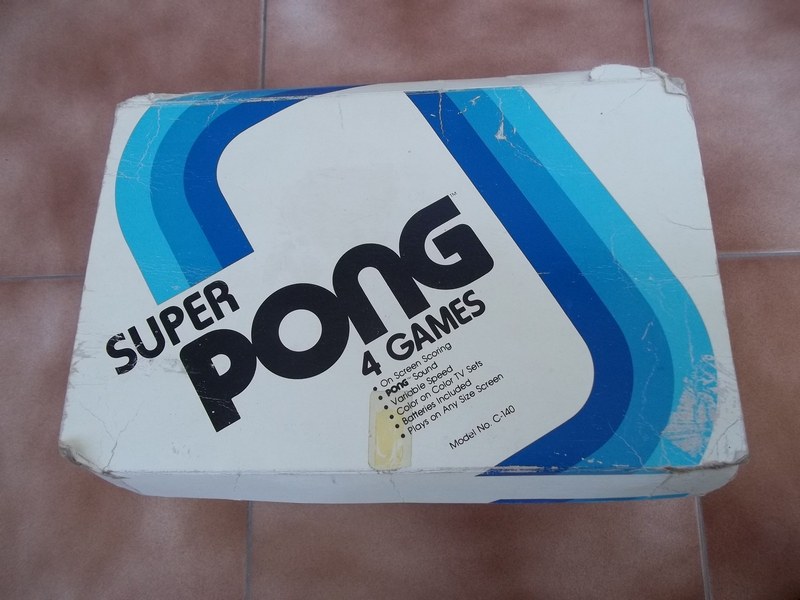 SUPER
PONG™
4 GAMES
• On Screen Scoring
• PONG™ Sound
• Variable Speed
• Color on Color TV Sets
• Batteries Included
• Plays on Any Size Screen
Model No. C-140